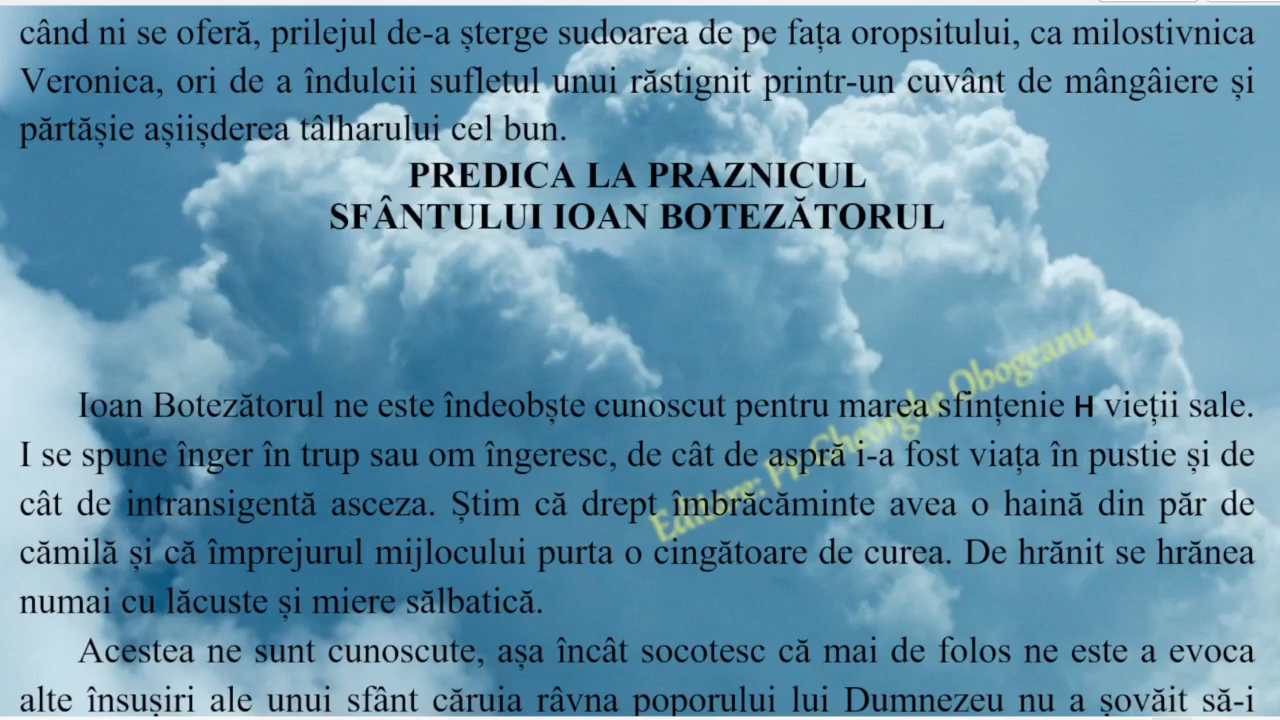 când ni se oferă, prilejul de-a șterge sudoarea de pe fața oropsitului, ca milostivnica
Veronica, ori de a îndulcii sufletul unui răstignit printr-un cuvânt de mângâiere și
părtășie așiișderea tâlharului cel bun.
PREDICA LA PRAZNICUL
SFÂNTULUI IOAN BOTEZĂTORUL
Ioan Botezătorul ne este îndeobște cunoscut pentru marea sfințenie H vieții sale.
I se spune înger în trup sau om îngeresc, de cât de aspră i-a fost viața în pustie și de
cât de intransigentă asceza. Știm că drept îmbrăcăminte avea o haină din păr de
cămilă și că împrejurul mijlocului purta o cingătoare de curea. De hrănit se hrănea
numai cu lăcuste și miere sălbatică.
Acestea ne sunt cunoscute, așa încât socotesc că mai de folos ne este a evoca
alte însușiri ale unui sfânt căruia râvna poporului lui Dumnezeu nu a șovăit să-i
Editare: Pr. Gheorghe Obogeanu